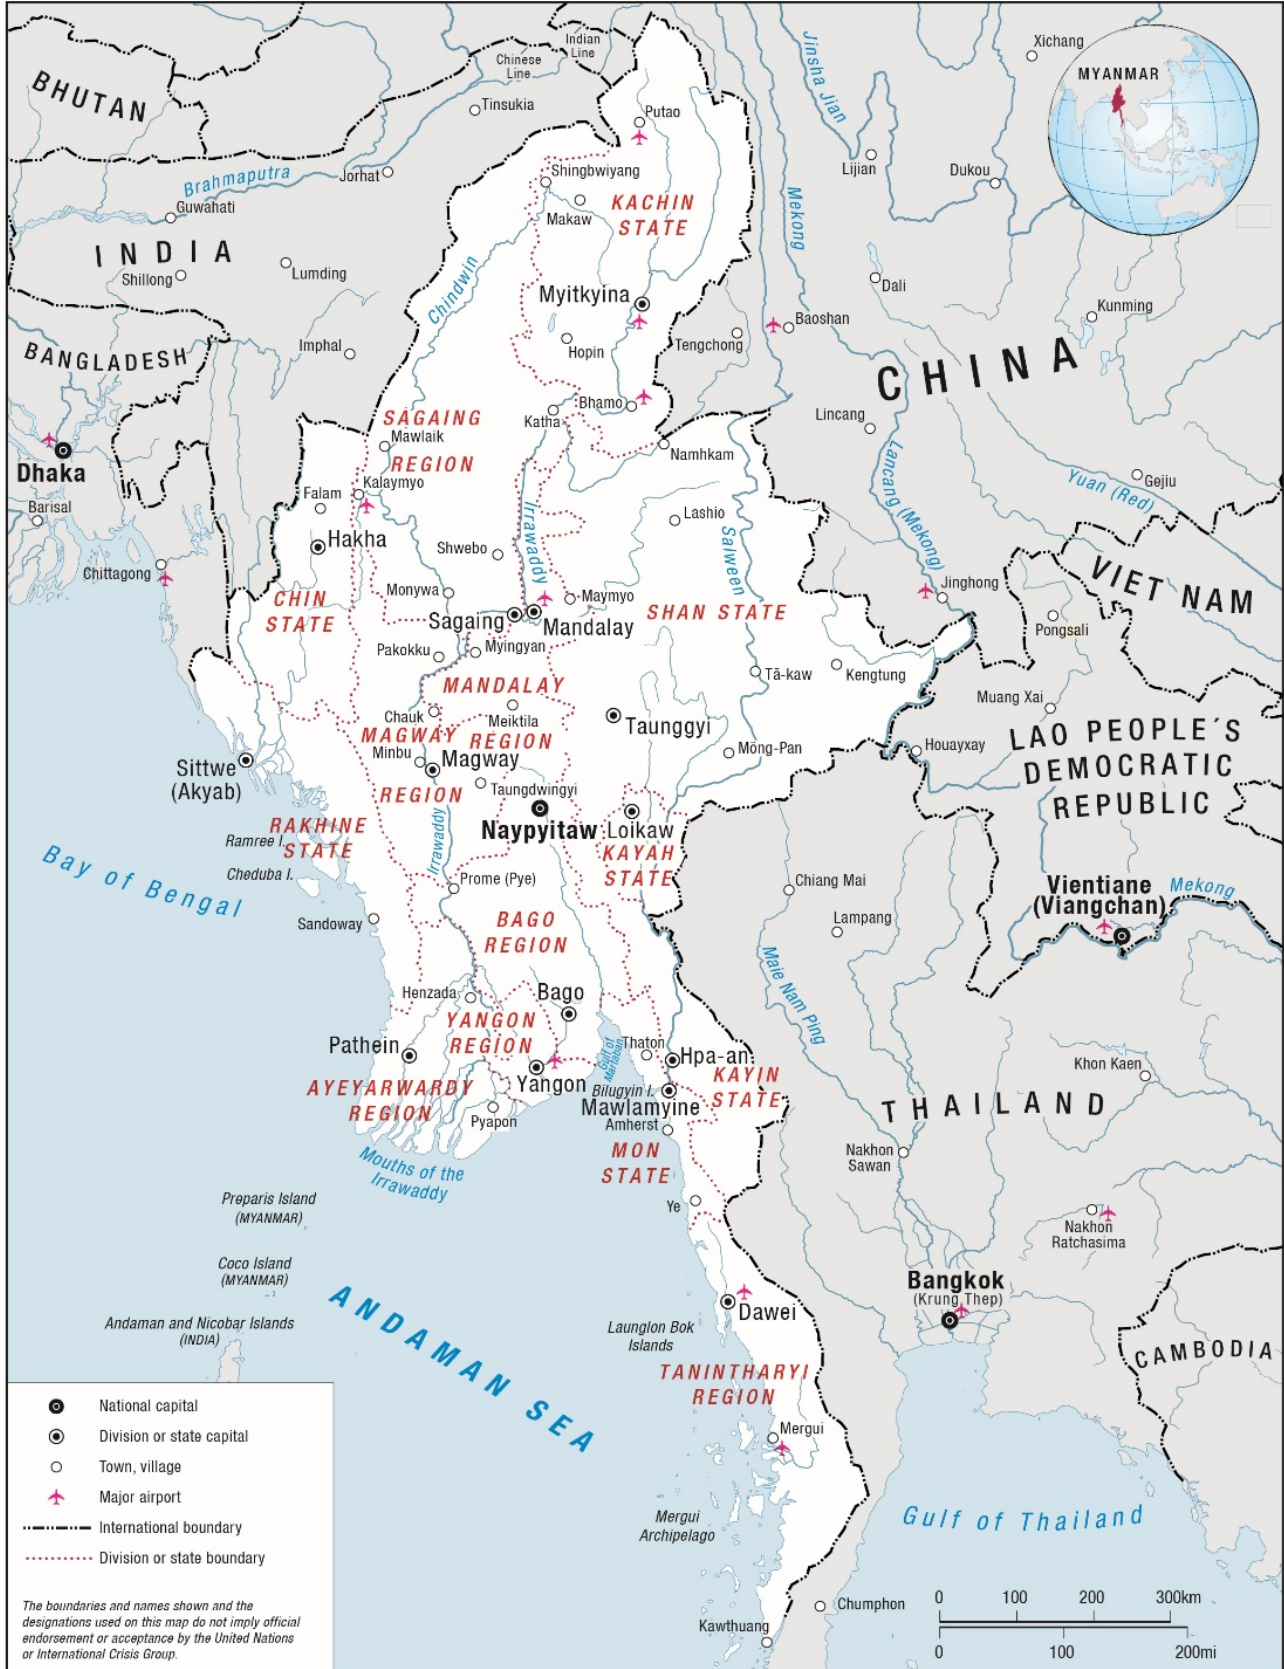 Indian
Line
Chinese
Line
Jinsha Jian
Xichang
MYANMAR
BHUTAN
Tinsukia
Putao
Brahmaputra
Jorhat
Shingbwiyang
Lijian
Dukou
Guwahati
Makaw
KACHIN
STATE
Mekong
INDIA
Shillong
Lumding
Chindwin
Myitkyina
Dali
Kunming
BANGLADESH
Imphal
Hopin
Tengchong
Baoshan
CHINA
Bhamo
Katha
Lincang
SAGAING
REGION
Mawlaik
Namhkam
Dhaka
Barisal
Falam
Kalaymyo
Lancang (Mekong)
Yuan (Red)
Gejiu
Hakha
Shwebo
Irrawaddy
Lashio
Salween
Chittagong
Monywa
Maymyo
Jinghong
VIET NAM
CHIN
STATE
Sagaing
Mandalay
SHAN STATE
Pongsali
Pakokku
Myingyan
Tā-kaw
Kengtung
MANDALAY
REGION
Muang Xai
Chauk
Meiktila
Taunggyi
MAGWAY
REGION
Minbu
Magway
Möng-Pan
Houayxay
LAO PEOPLE´S
DEMOCRATIC
REPUBLIC
Sittwe
(Akyab)
Taungdwingyi
Naypyitaw
Loikaw
RAKHINE
STATE
Ramree I.
Irrawaddy
KAYAH
STATE
Bay of Bengal
Cheduba I.
Prome (Pye)
Chiang Mai
Vientiane
(Viangchan)
Mekong
Sandoway
BAGO
REGION
Lampang
Maie Nam Ping
Henzada
Bago
YANGON
REGION
Pathein
Gulf of
Martaban
Thaton
Hpa-an
Khon Kaen
AYEYARWARDY
REGION
Yangon
Bilugyin I.
KAYIN
STATE
Pyapon
Mawlamyine
Amherst
THAILAND
Mouths of the
Irrawaddy
MON
STATE
Nakhon
Sawan
Preparis Island
(MYANMAR)
Ye
Nakhon
Ratchasima
Coco Island
(MYANMAR)
Bangkok
(Krung Thep)
ANDAMAN SEA
Andaman and Nicobar Islands
(INDIA)
Launglon Bok
Islands
Dawei
CAMBODIA
TANINTHARYI
REGION
Mergui
Mergui
Archipelago
Gulf of Thailand
Chumphon
Kawthuang
National capital
Division or state capital
Town, village
Major airport
International boundary
Division or state boundary
The boundaries and names shown and the
designations used on this map do not imply official
endorsement or acceptance by the United Nations
or International Crisis Group.
0 100 200 300km
0 100 200mi